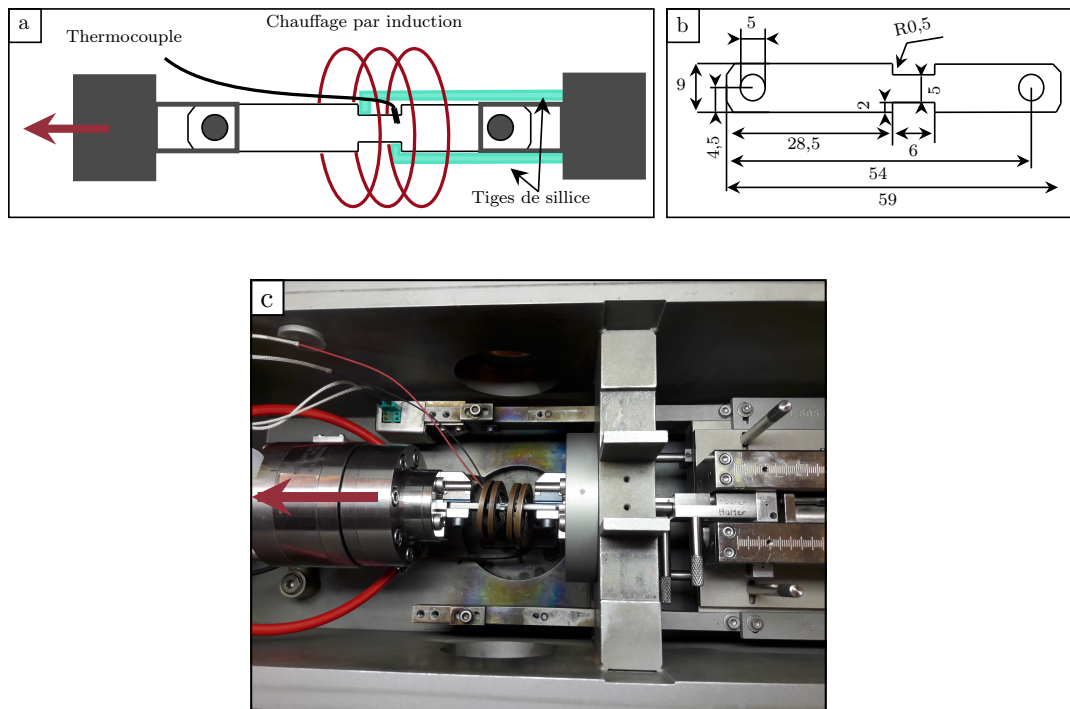 a
Chauffage par induction
Thermocouple
Tiges de sillice
b
5
R0,5
9
4,5
2
5
28,5
6
54
59
c
Halter